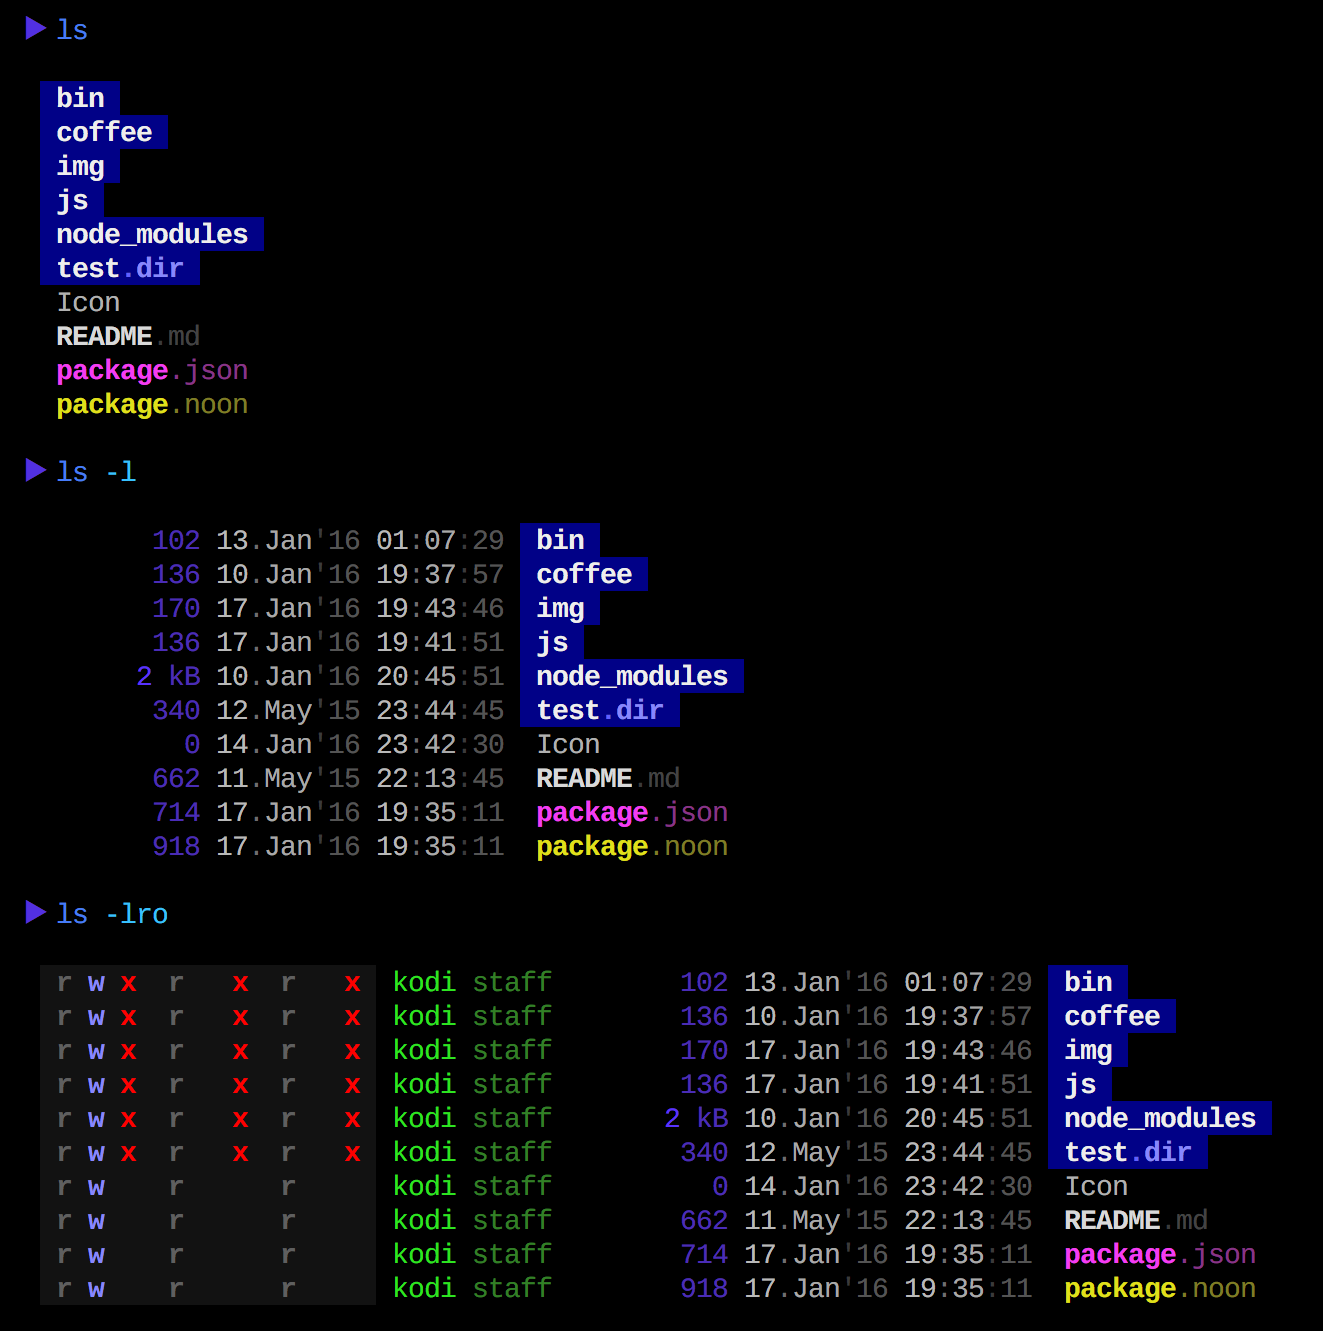 ▶ ls
bin
coffee
img
js
node_modules
test.dir
Icon
README.md
package.json
package.noon
▶ ls -l
102 13.Jan'16 01:07:29 bin
136 10.Jan'16 19:37:57 coffee
170 17.Jan'16 19:43:46 img
136 17.Jan'16 19:41:51 js
2 kB 10.Jan'16 20:45:51 node_modules
340 12.May'15 23:44:45 test.dir
0 14.Jan'16 23:42:30 Icon
662 11.May'15 22:13:45 README.md
714 17.Jan'16 19:35:11 package.json
918 17.Jan'16 19:35:11 package.noon
▶ ls -lro
r w x r x r x kodi staff 102 13.Jan'16 01:07:29 bin
r w x r x r x kodi staff 136 10.Jan'16 19:37:57 coffee
r w x r x r x kodi staff 170 17.Jan'16 19:43:46 img
r w x r x r x kodi staff 136 17.Jan'16 19:41:51 js
r w x r x r x kodi staff 2 kB 10.Jan'16 20:45:51 node_modules
r w x r x r x kodi staff 340 12.May'15 23:44:45 test.dir
r w r r kodi staff 0 14.Jan'16 23:42:30 Icon
r w r r kodi staff 662 11.May'15 22:13:45 README.md
r w r r kodi staff 714 17.Jan'16 19:35:11 package.json
r w r r kodi staff 918 17.Jan'16 19:35:11 package.noon